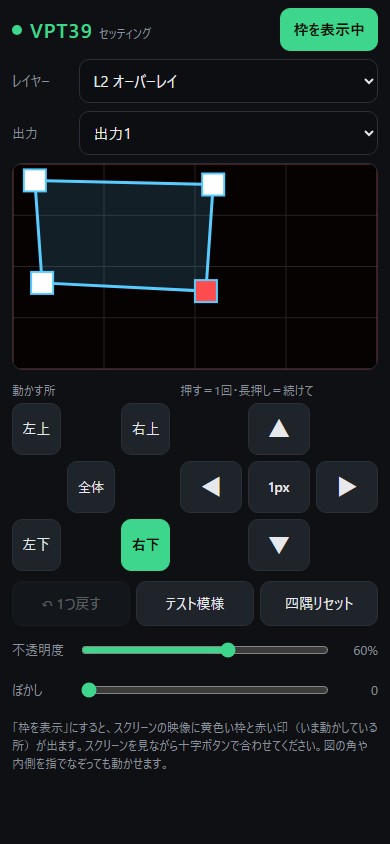 VPT39 セッティング
枠を表示中
レイヤー
L2 オーバーレイ
出力
出力1
動かす所
押す＝1回・長押し＝続けて
左上
右上
▲
全体
◀
1px
▶
左下
右下
▼
↶ 1つ戻す
テスト模様
四隅リセット
不透明度
60%
ぼかし
0
「枠を表示」にすると、スクリーンの映像に黄色い枠と赤い印（いま動かしている
所）が出ます。スクリーンを見ながら十字ボタンで合わせてください。図の角や
内側を指でなぞっても動かせます。